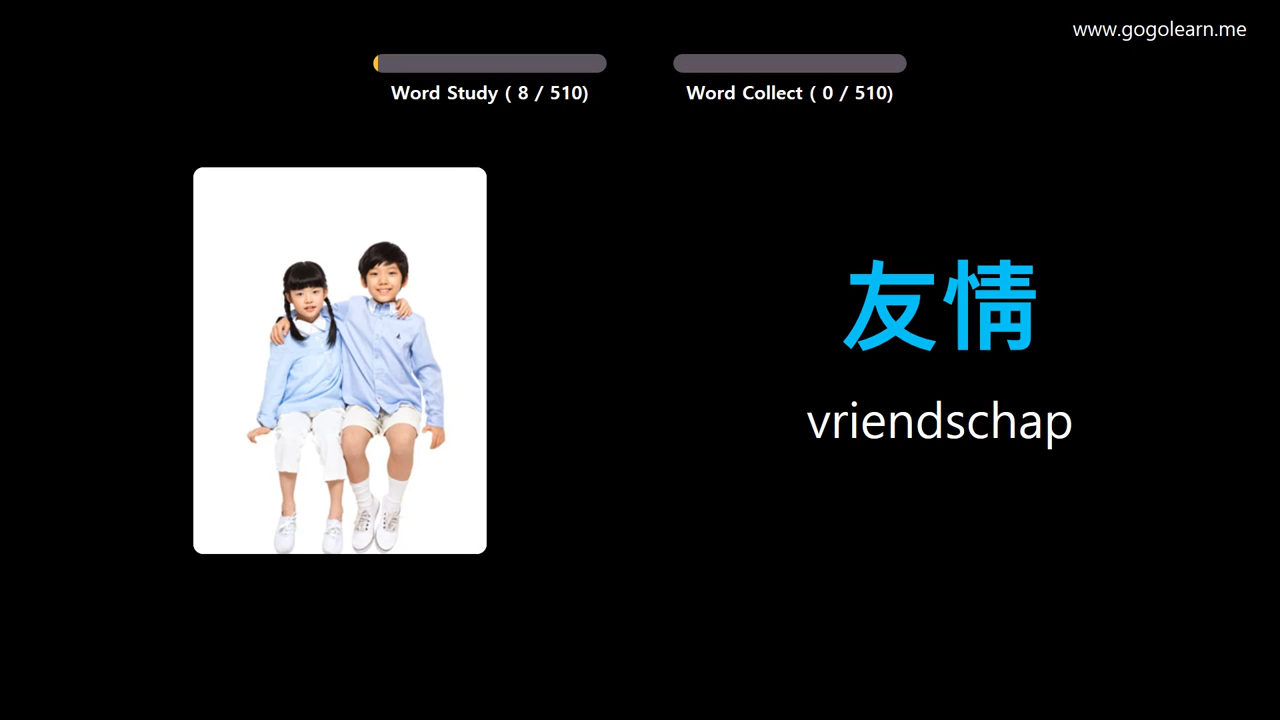 www.gogolearn.me
Word Study ( 8 / 510)
Word Collect ( 0 / 510)
友情
vriendschap